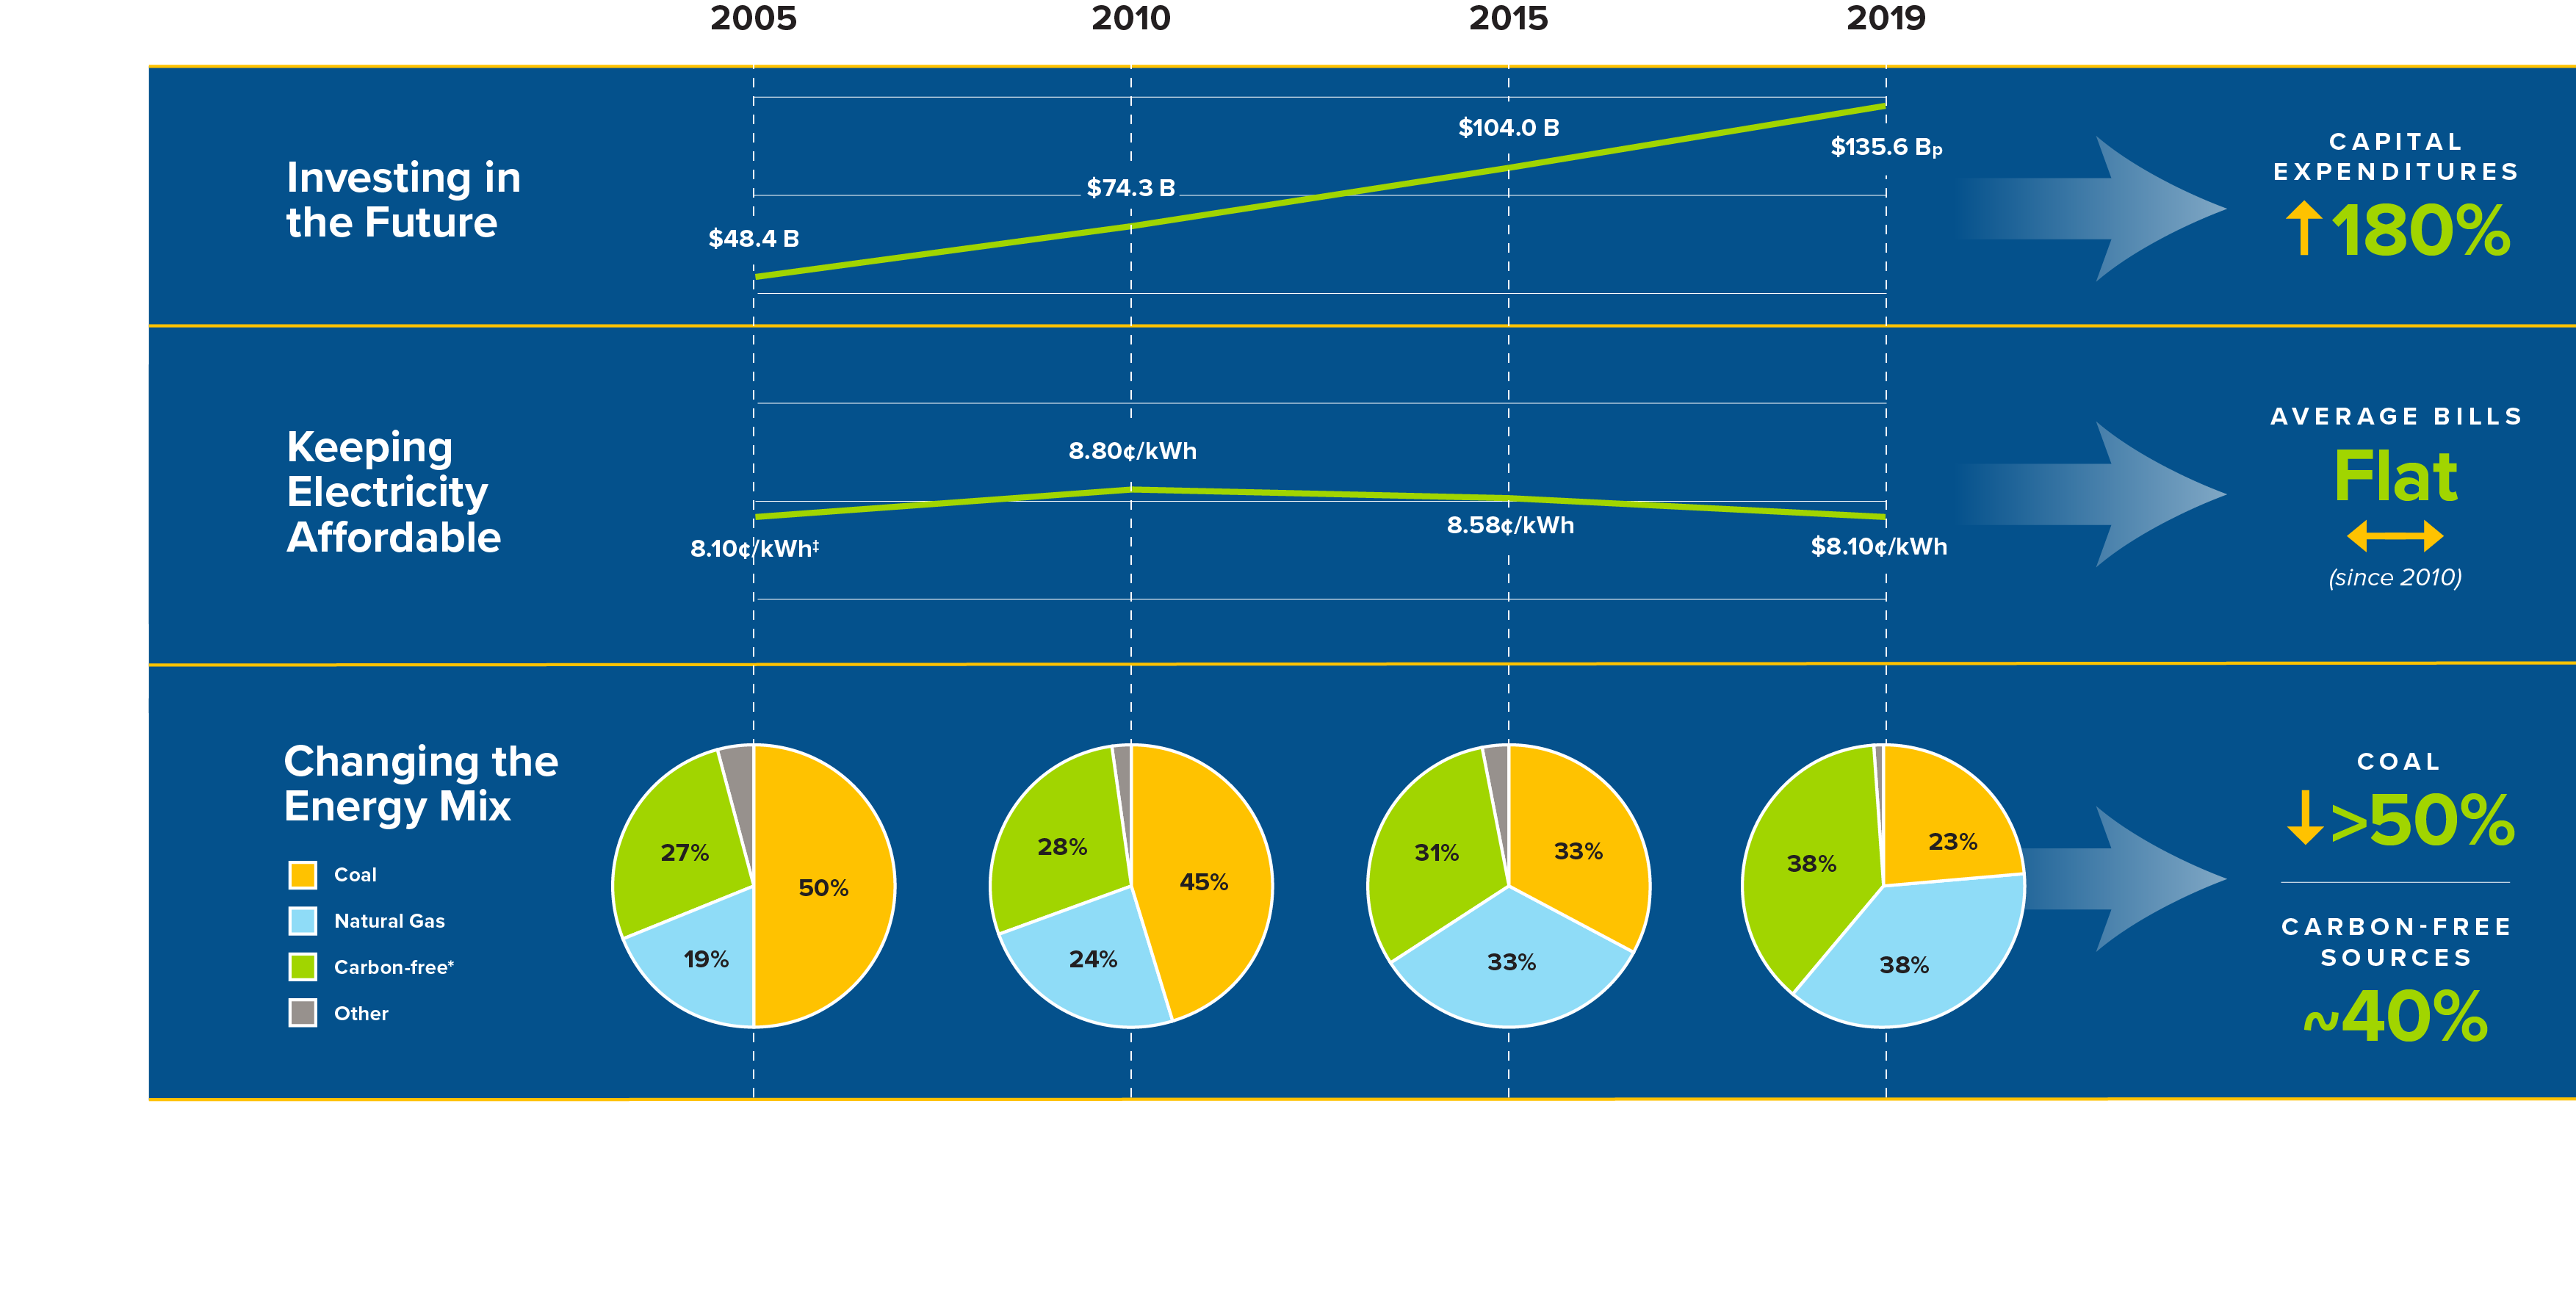 2005 2010 2015 2019
Investing in
the Future
$48.4 B
$74.3 B
$104.0 B
$135.6 Bp
CAPITAL
EXPENDITURES
180%
Keeping
Electricity
Affordable
8.10¢/kWh‡
8.80¢/kWh
8.58¢/kWh
$8.10¢/kWh
AVERAGE BILLS
Flat
(since 2010)
Changing the
Energy Mix
Coal
Natural Gas
Carbon-free*
Other
27%
50%
19%
28%
45%
24%
31%
33%
33%
38%
23%
38%
COAL
>50%
CARBON-FREE
SOURCES
~40%